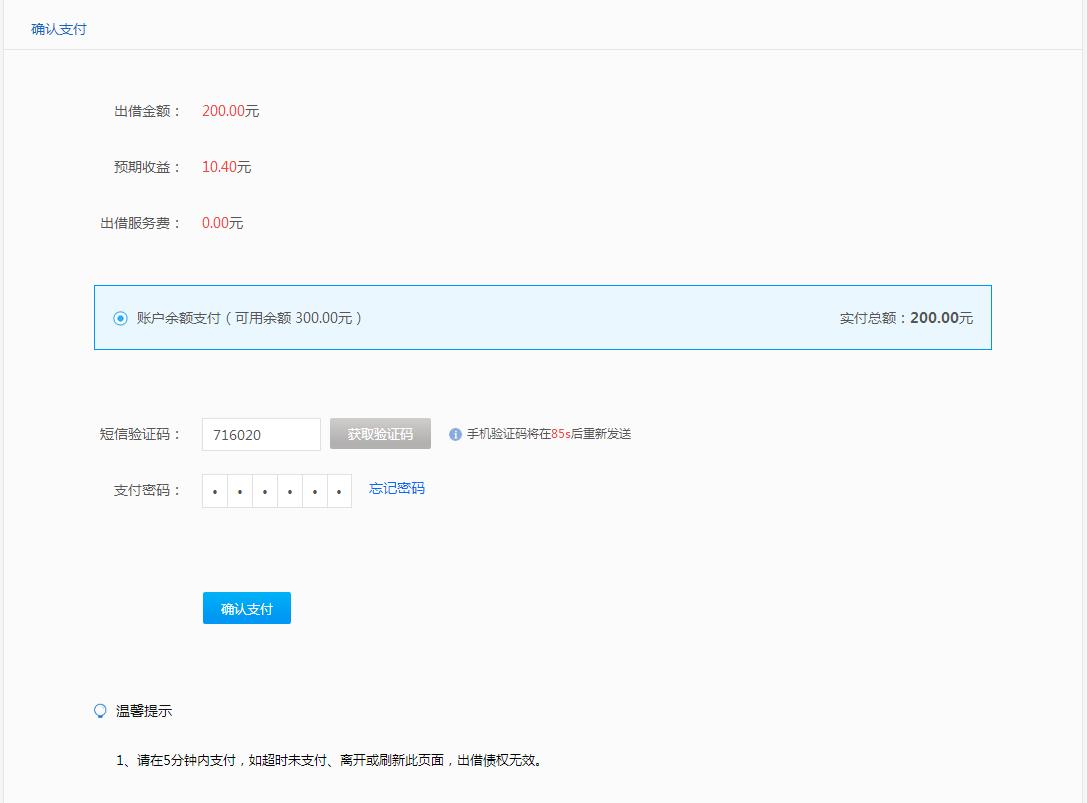 确认支付
出借金额： 200.00元
预期收益： 10.40元
出借服务费： 0.00元
账户余额支付（可用余额 300.00元） 实付总额：200.00元
短信验证码： 716020 获取验证码 手机验证码将在85s后重新发送
支付密码： •••••• 忘记密码
确认支付
温馨提示
1、请在5分钟内支付，如超时未支付、离开或刷新此页面，出借债权无效。